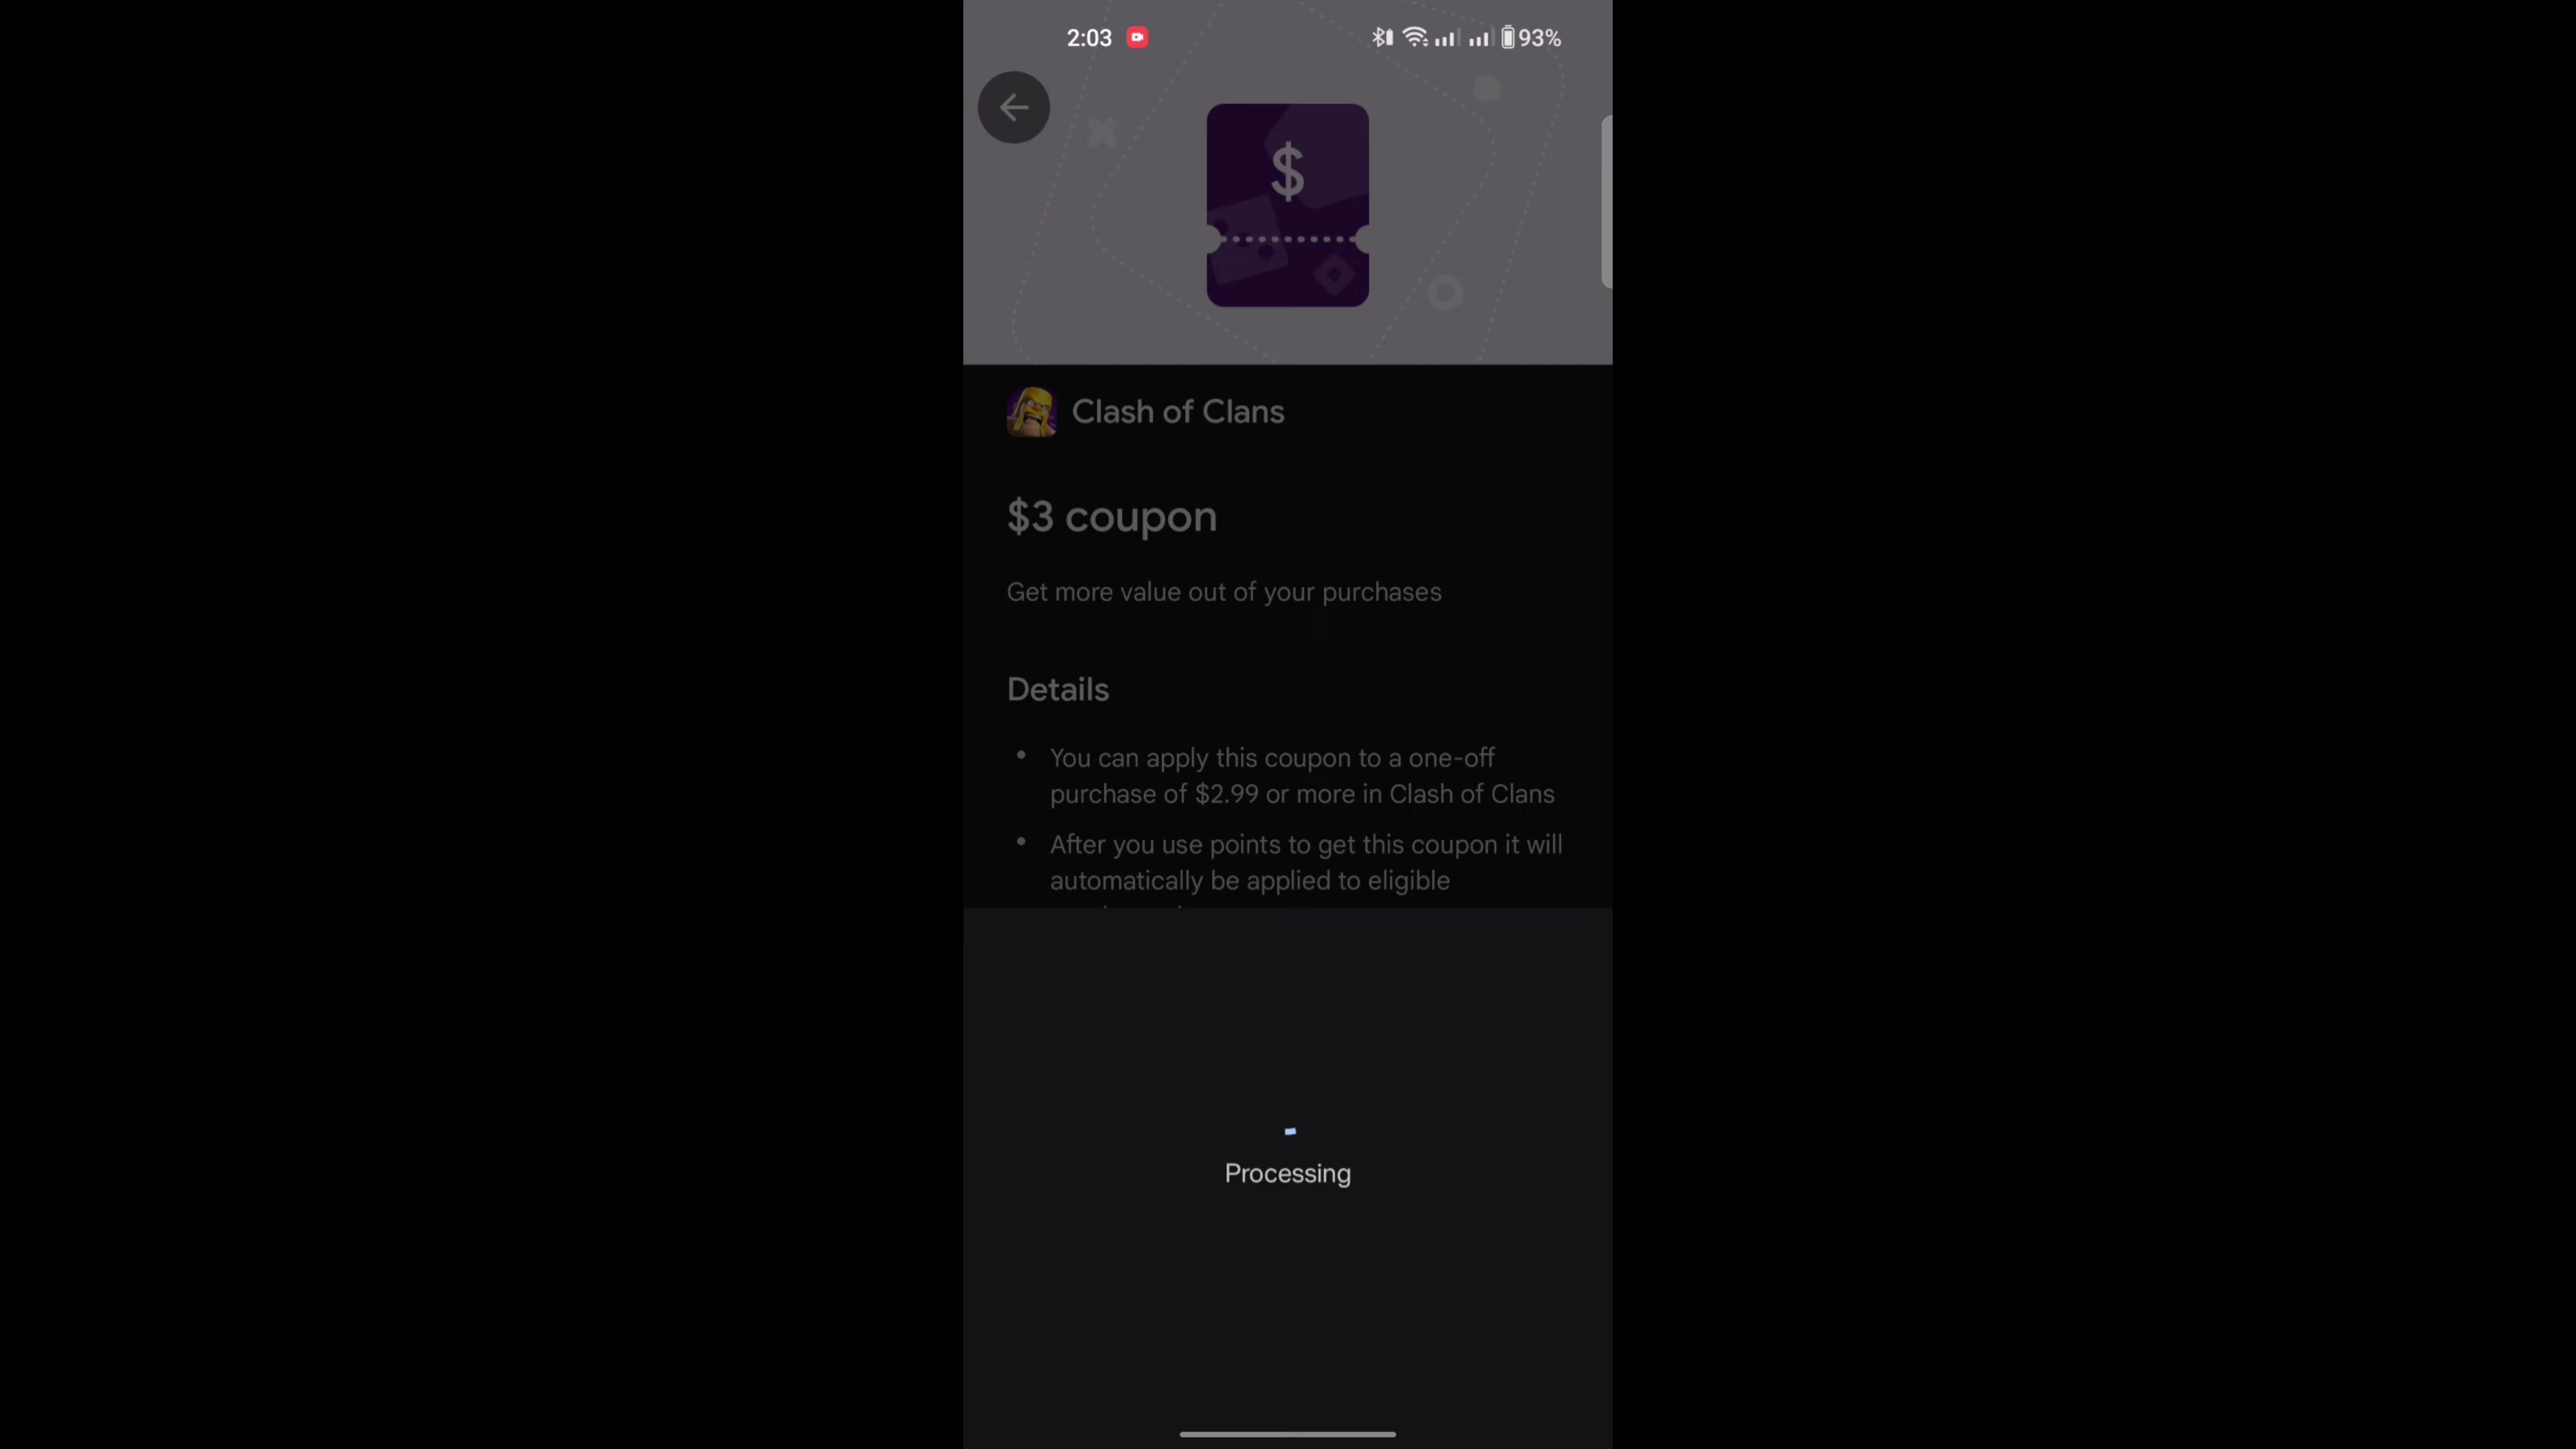 2:03
93%
$
Clash of Clans
$3 coupon
Get more value out of your purchases
Details
• You can apply this coupon to a one-off
purchase of $2.99 or more in Clash of Clans
• After you use points to get this coupon it will
automatically be applied to eligible
Processing